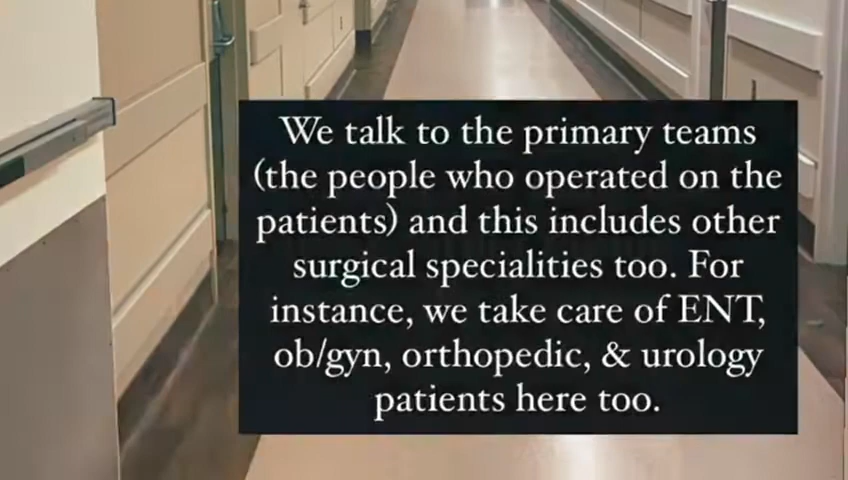 We talk to the primary teams
(the people who operated on the
patients) and this includes other
surgical specialities too. For
instance, we take care of ENT,
ob/gyn, orthopedic, & urology
patients here too.